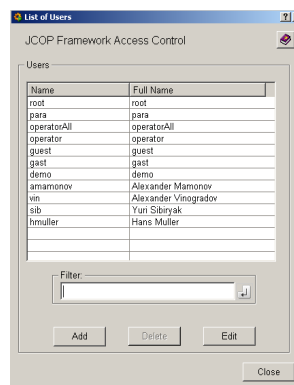 List of Users
?
JCOP Framework Access Control
Users
Name Full Name
root root
para para
operatorAll operatorAll
operator operator
guest guest
gast gast
demo demo
amamonov Alexander Mamonov
vin Alexander Vinogradov
sib Yuri Sibiryak
hmuller Hans Muller
Filter:
Add Delete Edit
Close